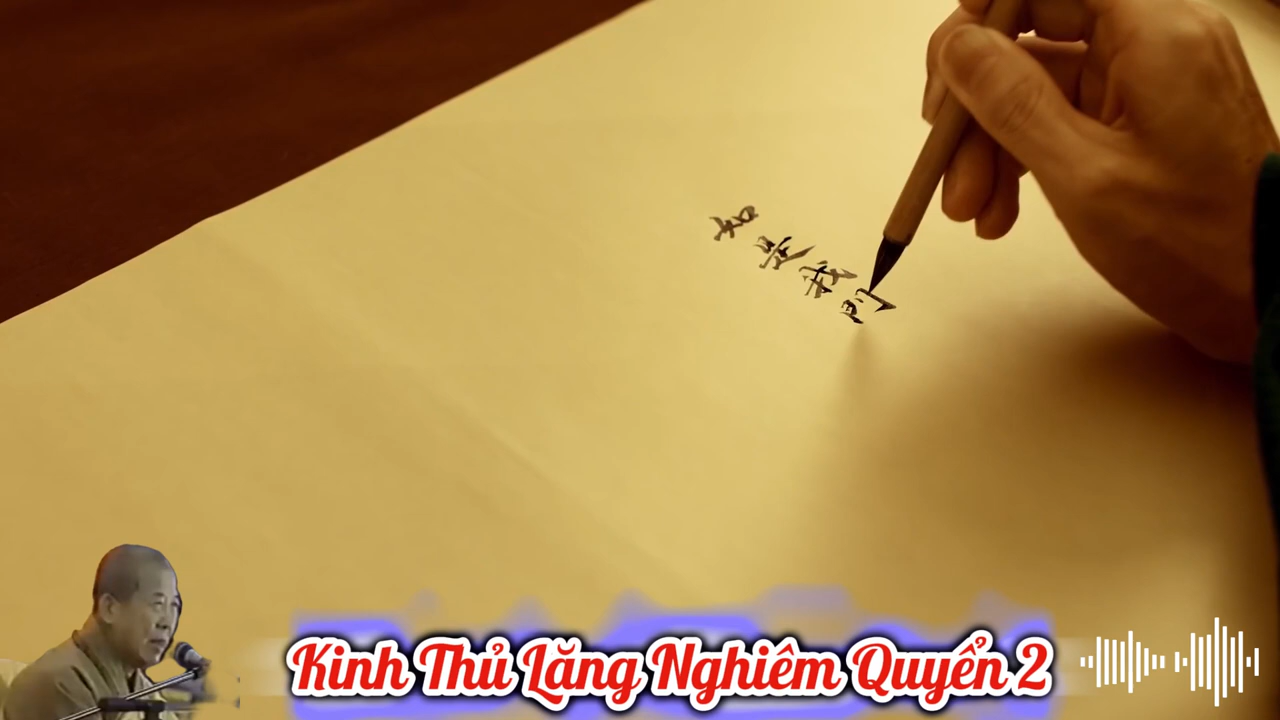 如是我
Kinh Thủ Lăng Nghiêm Quyển 2